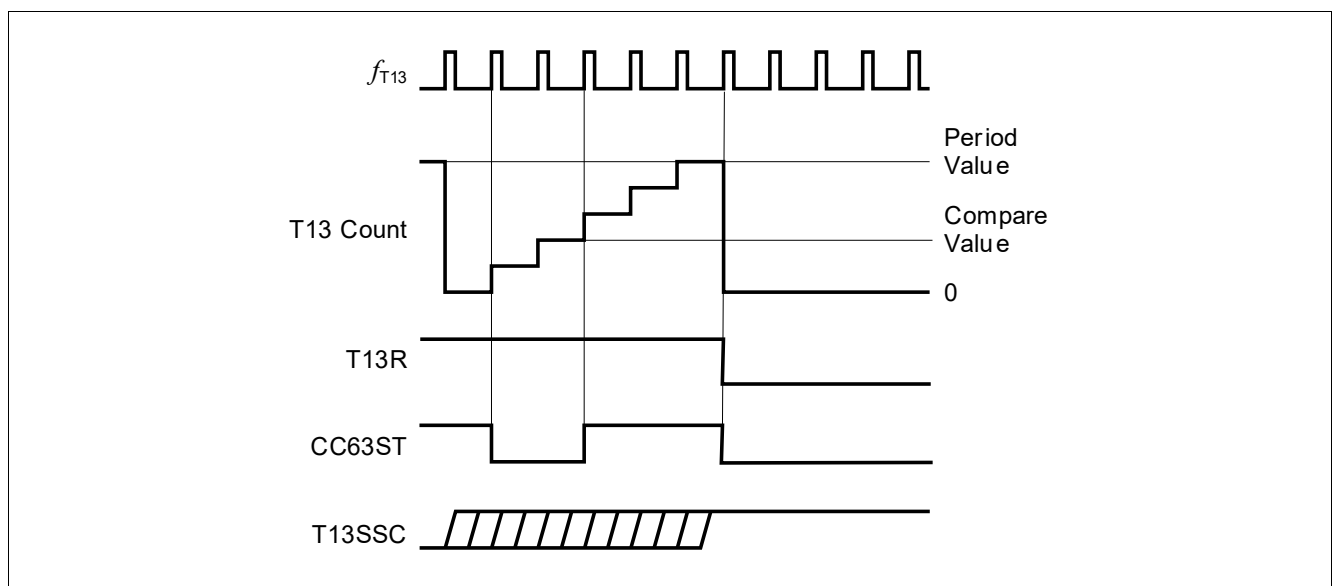 fT13
Period
Value
T13 Count
Compare
Value
0
T13R
CC63ST
T13SSC